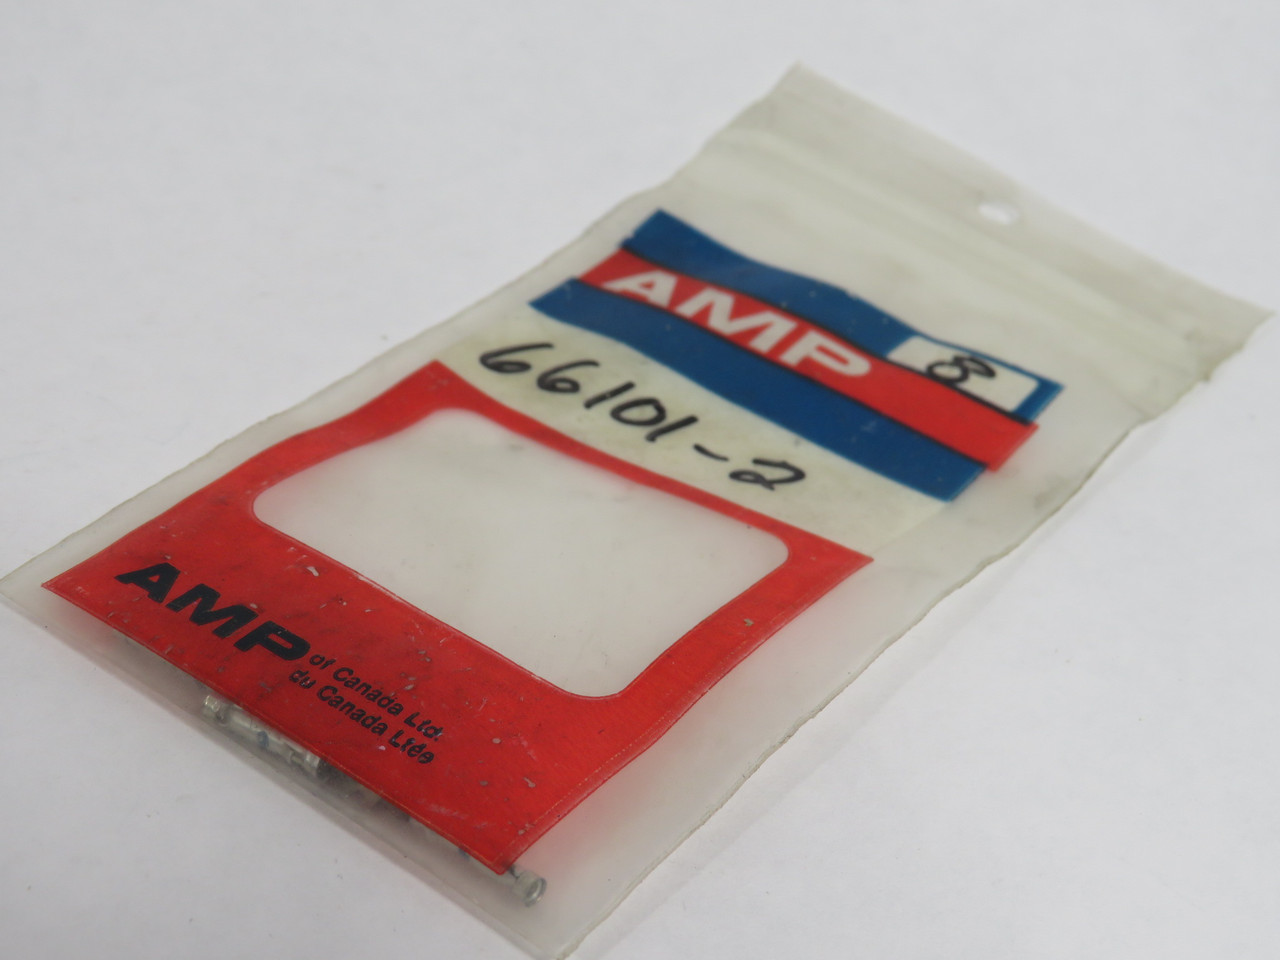 AMP
8
66101-2
AMP
of Canada Ltd.
du Canada Ltée